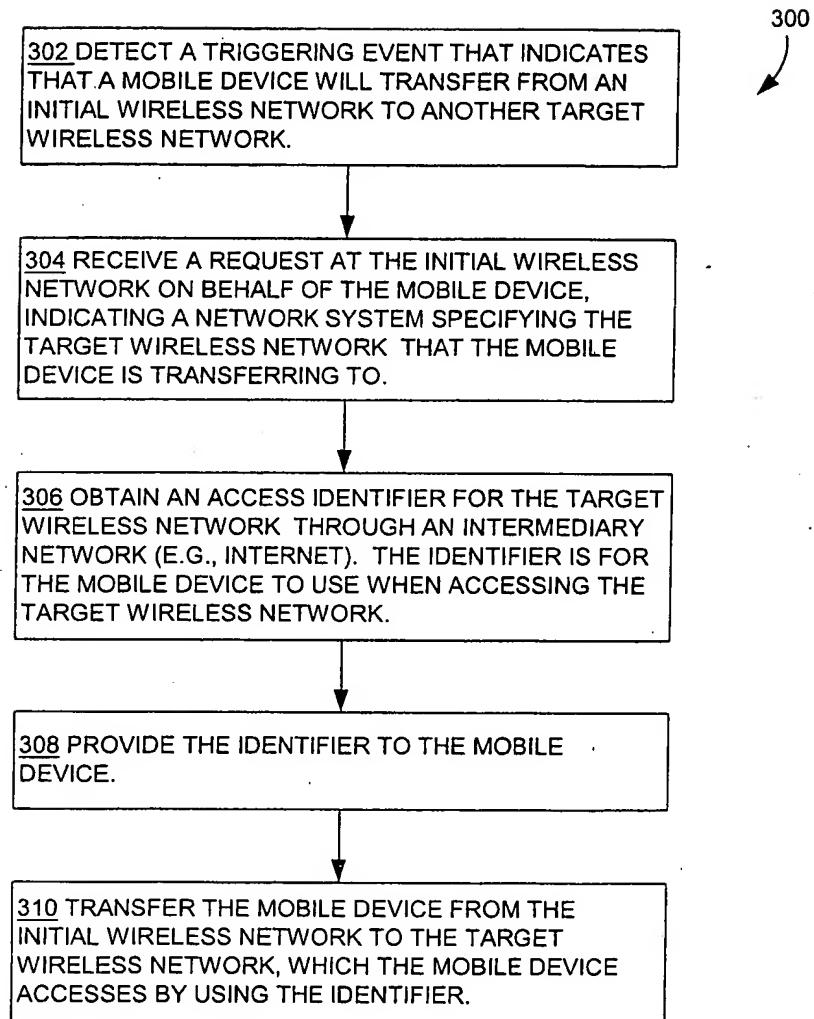 300
302 DETECT A TRIGGERING EVENT THAT INDICATES
THAT A MOBILE DEVICE WILL TRANSFER FROM AN
INITIAL WIRELESS NETWORK TO ANOTHER TARGET
WIRELESS NETWORK.
304 RECEIVE A REQUEST AT THE INITIAL WIRELESS
NETWORK ON BEHALF OF THE MOBILE DEVICE,
INDICATING A NETWORK SYSTEM SPECIFYING THE
TARGET WIRELESS NETWORK THAT THE MOBILE
DEVICE IS TRANSFERRING TO.
306 OBTAIN AN ACCESS IDENTIFIER FOR THE TARGET
WIRELESS NETWORK THROUGH AN INTERMEDIARY
NETWORK (E.G., INTERNET). THE IDENTIFIER IS FOR
THE MOBILE DEVICE TO USE WHEN ACCESSING THE
TARGET WIRELESS NETWORK.
308 PROVIDE THE IDENTIFIER TO THE MOBILE
DEVICE.
310 TRANSFER THE MOBILE DEVICE FROM THE
INITIAL WIRELESS NETWORK TO THE TARGET
WIRELESS NETWORK, WHICH THE MOBILE DEVICE
ACCESSES BY USING THE IDENTIFIER.